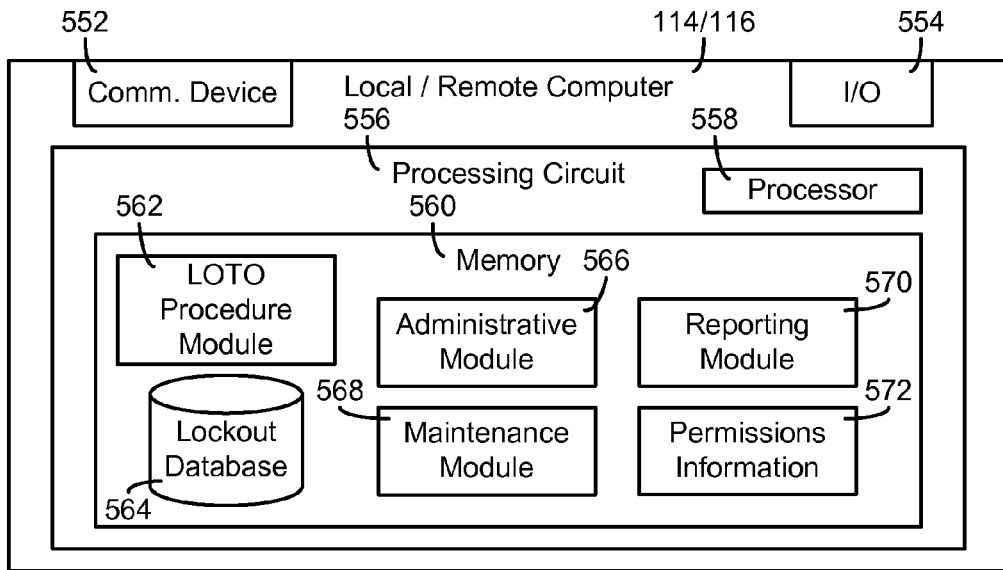 552
114/116
554
Comm. Device
Local / Remote Computer
I/O
556
558
Processing Circuit
Processor
562
560
LOTO
Procedure
Module
Memory
566
570
Administrative
Module
Reporting
Module
568
572
Lockout
Database
564
Maintenance
Module
Permissions
Information